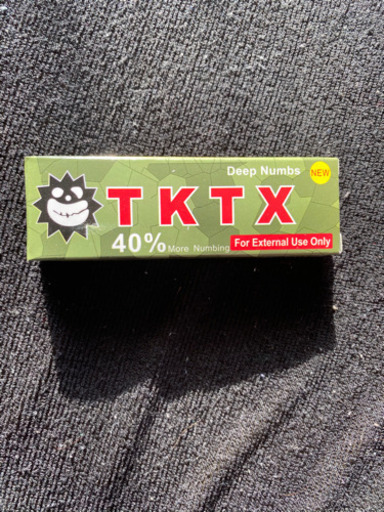 Deep Numbs
NEW
TKTX
40% More Numbing
For External Use Only